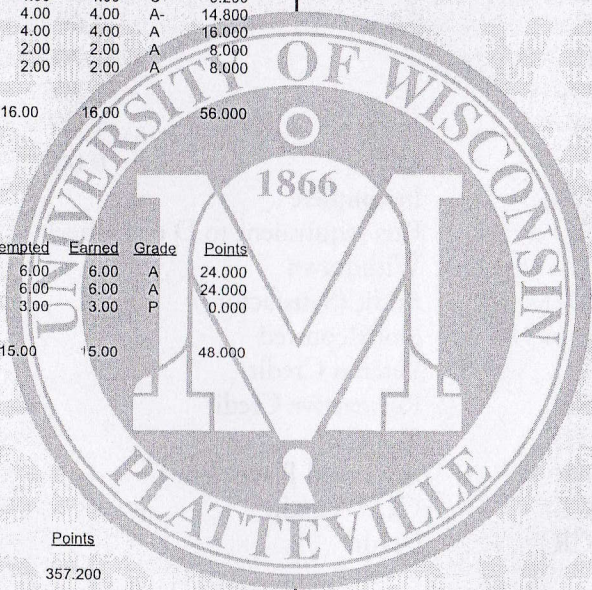 4.00 4.00 A- 14.800
4.00 4.00 A 16.000
2.00 2.00 A 8.000
2.00 2.00 A 8.000
16.00 16.00 56.000
empted Earned Grade Points
6.00 6.00 A 24.000
6.00 6.00 A 24.000
3.00 3.00 P 0.000
15.00 15.00 48.000
Points
357.200
UNIVERSITY OF WISCONSIN
1866
M
PLATTEVILLE